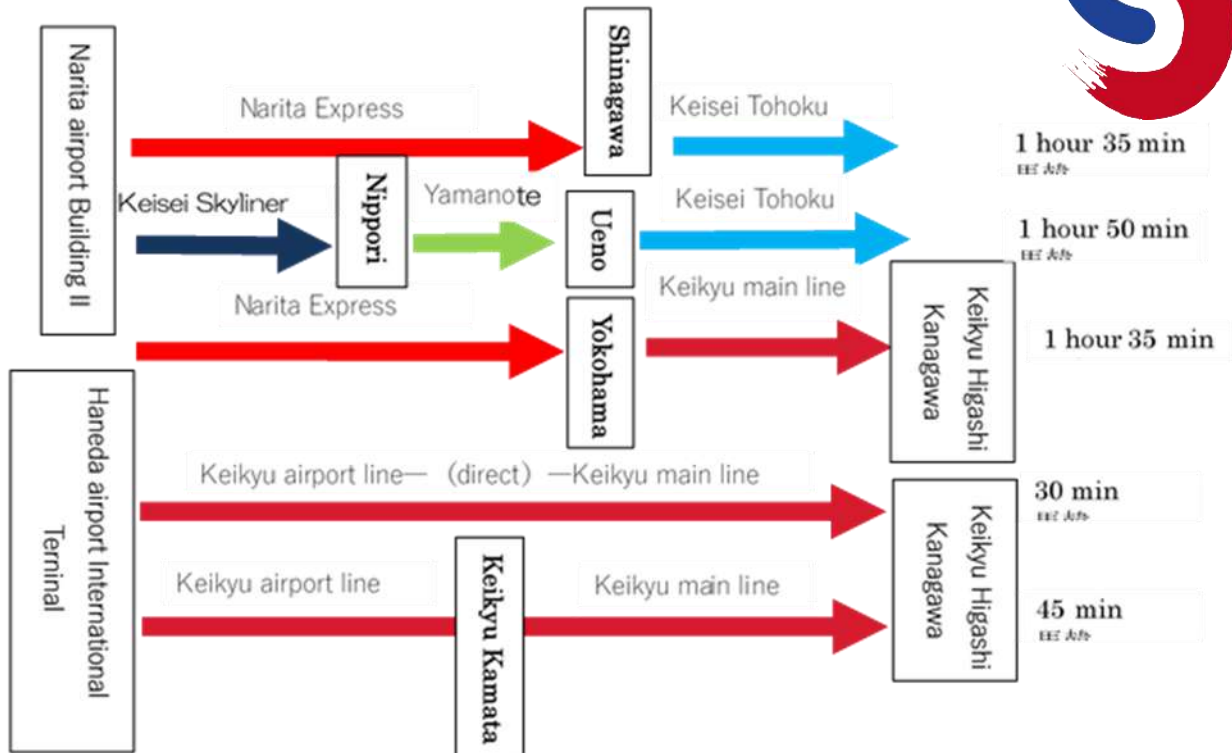 Narita airport Building II
Narita Express
Shinagawa
Keisei Tohoku
1 hour 35 min
Keisei Skyliner
Nippori
Yamanote
Ueno
Keisei Tohoku
1 hour 50 min
Narita Express
Yokohama
Keikyu main line
Keikyu Higashi
Kanagawa
1 hour 35 min
Haneda airport International
Terninal
Keikyu airport line— (direct) —Keikyu main line
30 min
Keikyu airport line
Keikyu Kamata
Keikyu main line
Keikyu Higashi
Kanagawa
45 min